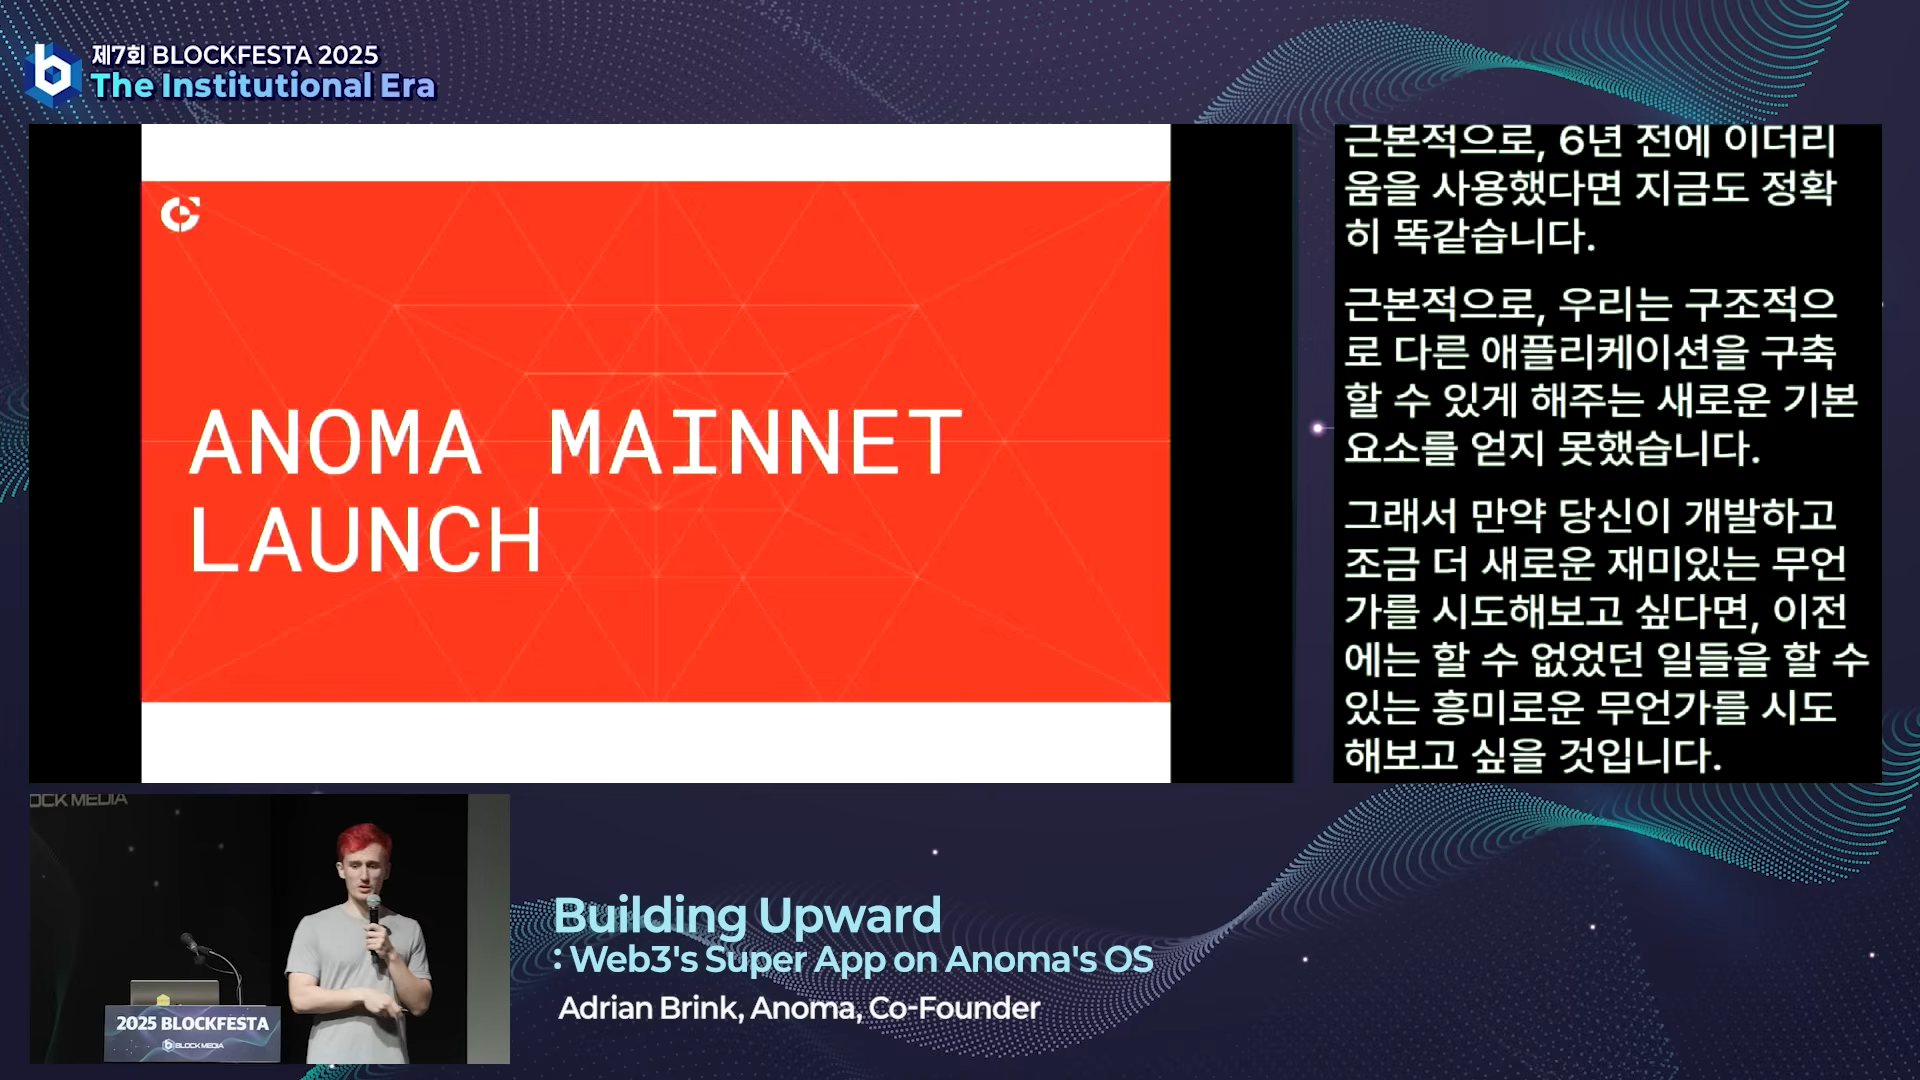 제7회 BLOCKFESTA 2025
The Institutional Era
ANOMA MAINNET
LAUNCH
근본적으로, 6년 전에 이더리
움을 사용했다면 지금도 정확
히 똑같습니다.
근본적으로, 우리는 구조적으
로 다른 애플리케이션을 구축
할 수 있게 해주는 새로운 기본
요소를 얻지 못했습니다.
그래서 만약 당신이 개발하고
조금 더 새로운 재미있는 무언
가를 시도해보고 싶다면, 이전
에는 할 수 없었던 일들을 할 수
있는 흥미로운 무언가를 시도
해보고 싶을 것입니다.
OCK MEDIA
2025 BLOCKFESTA
BLOCKMEDIA
Building Upward
: Web3's Super App on Anoma's OS
Adrian Brink, Anoma, Co-Founder